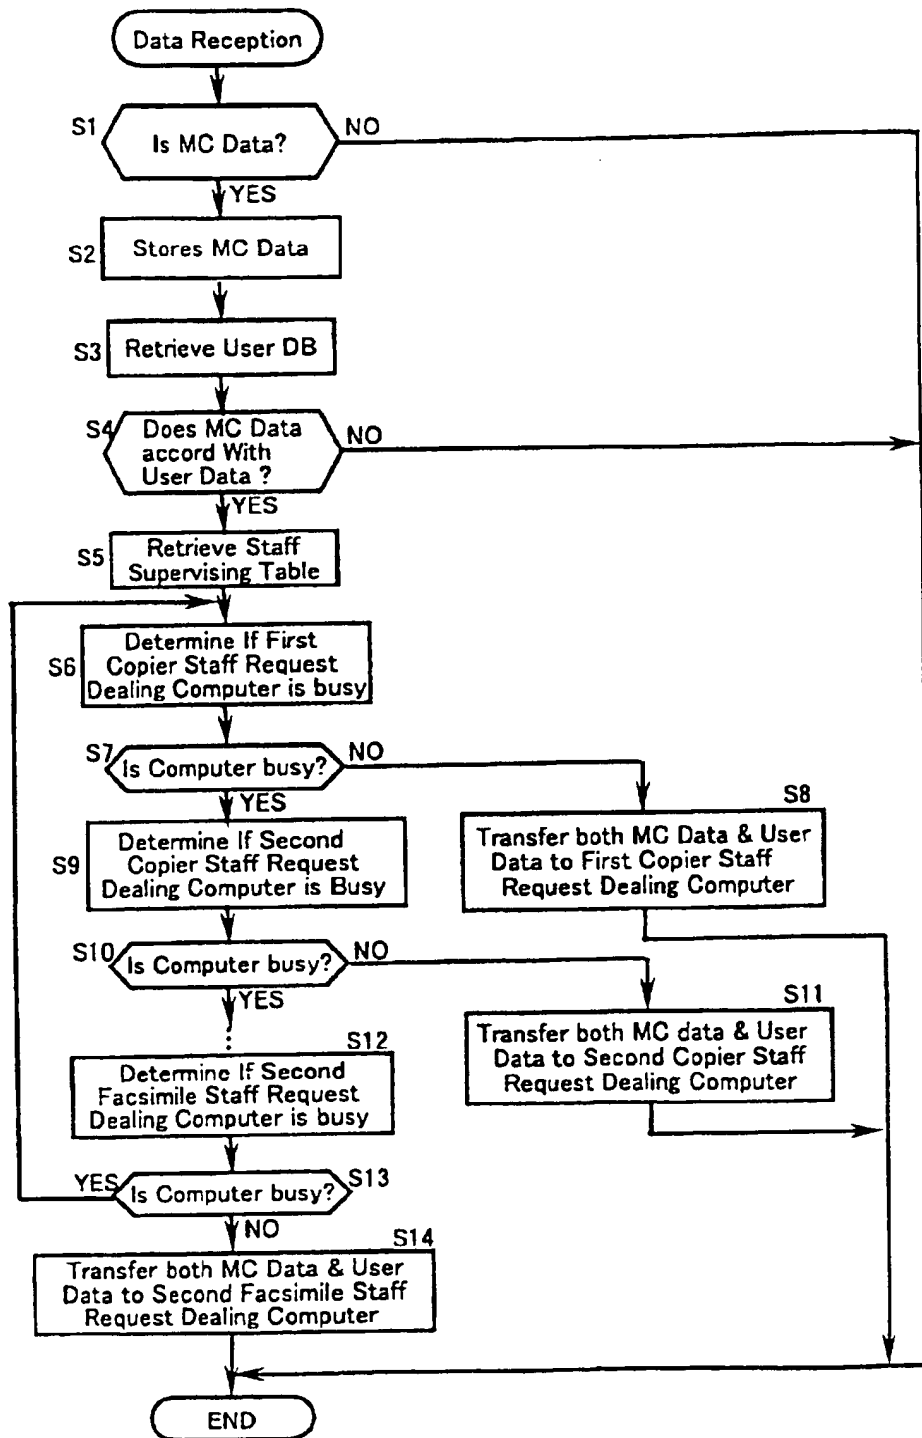 Data Reception
S1
Is MC Data?
NO
YES
S2
Stores MC Data
S3
Retrieve User DB
S4
Does MC Data
accord With
User Data ?
NO
YES
S5
Retrieve Staff
Supervising Table
S6
Determine If First
Copier Staff Request
Dealing Computer is busy
S7
Is Computer busy?
NO
YES
S8
Transfer both MC Data & User
Data to First Copier Staff
Request Dealing Computer
S9
Determine If Second
Copier Staff Request
Dealing Computer is Busy
S10
Is Computer busy?
NO
YES
S11
Transfer both MC data & User
Data to Second Copier Staff
Request Dealing Computer
S12
Determine If Second
Facsimile Staff Request
Dealing Computer is busy
YES
Is Computer busy?
S13
NO
S14
Transfer both MC Data & User
Data to Second Facsimile Staff
Request Dealing Computer
END